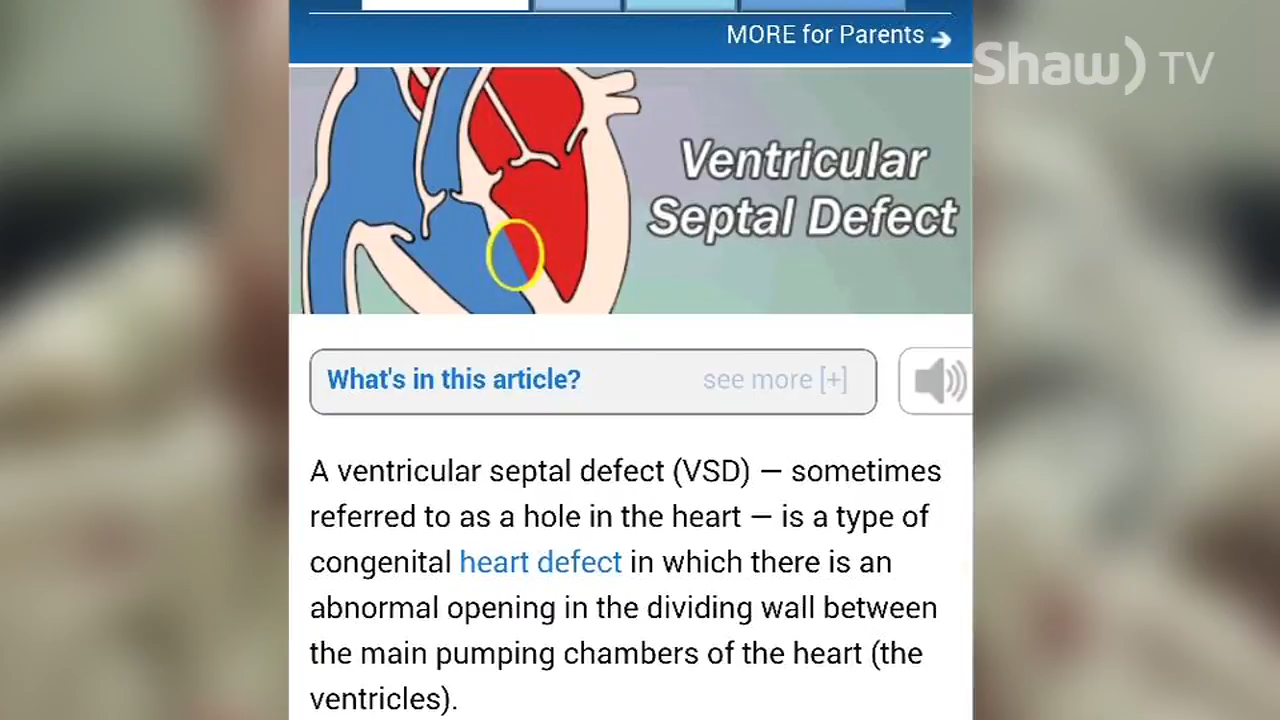 MORE for Parents
Shaw) TV
Ventricular
Septal Defect
What's in this article?
see more [+]
A ventricular septal defect (VSD) — sometimes
referred to as a hole in the heart — is a type of
congenital heart defect in which there is an
abnormal opening in the dividing wall between
the main pumping chambers of the heart (the
ventricles).